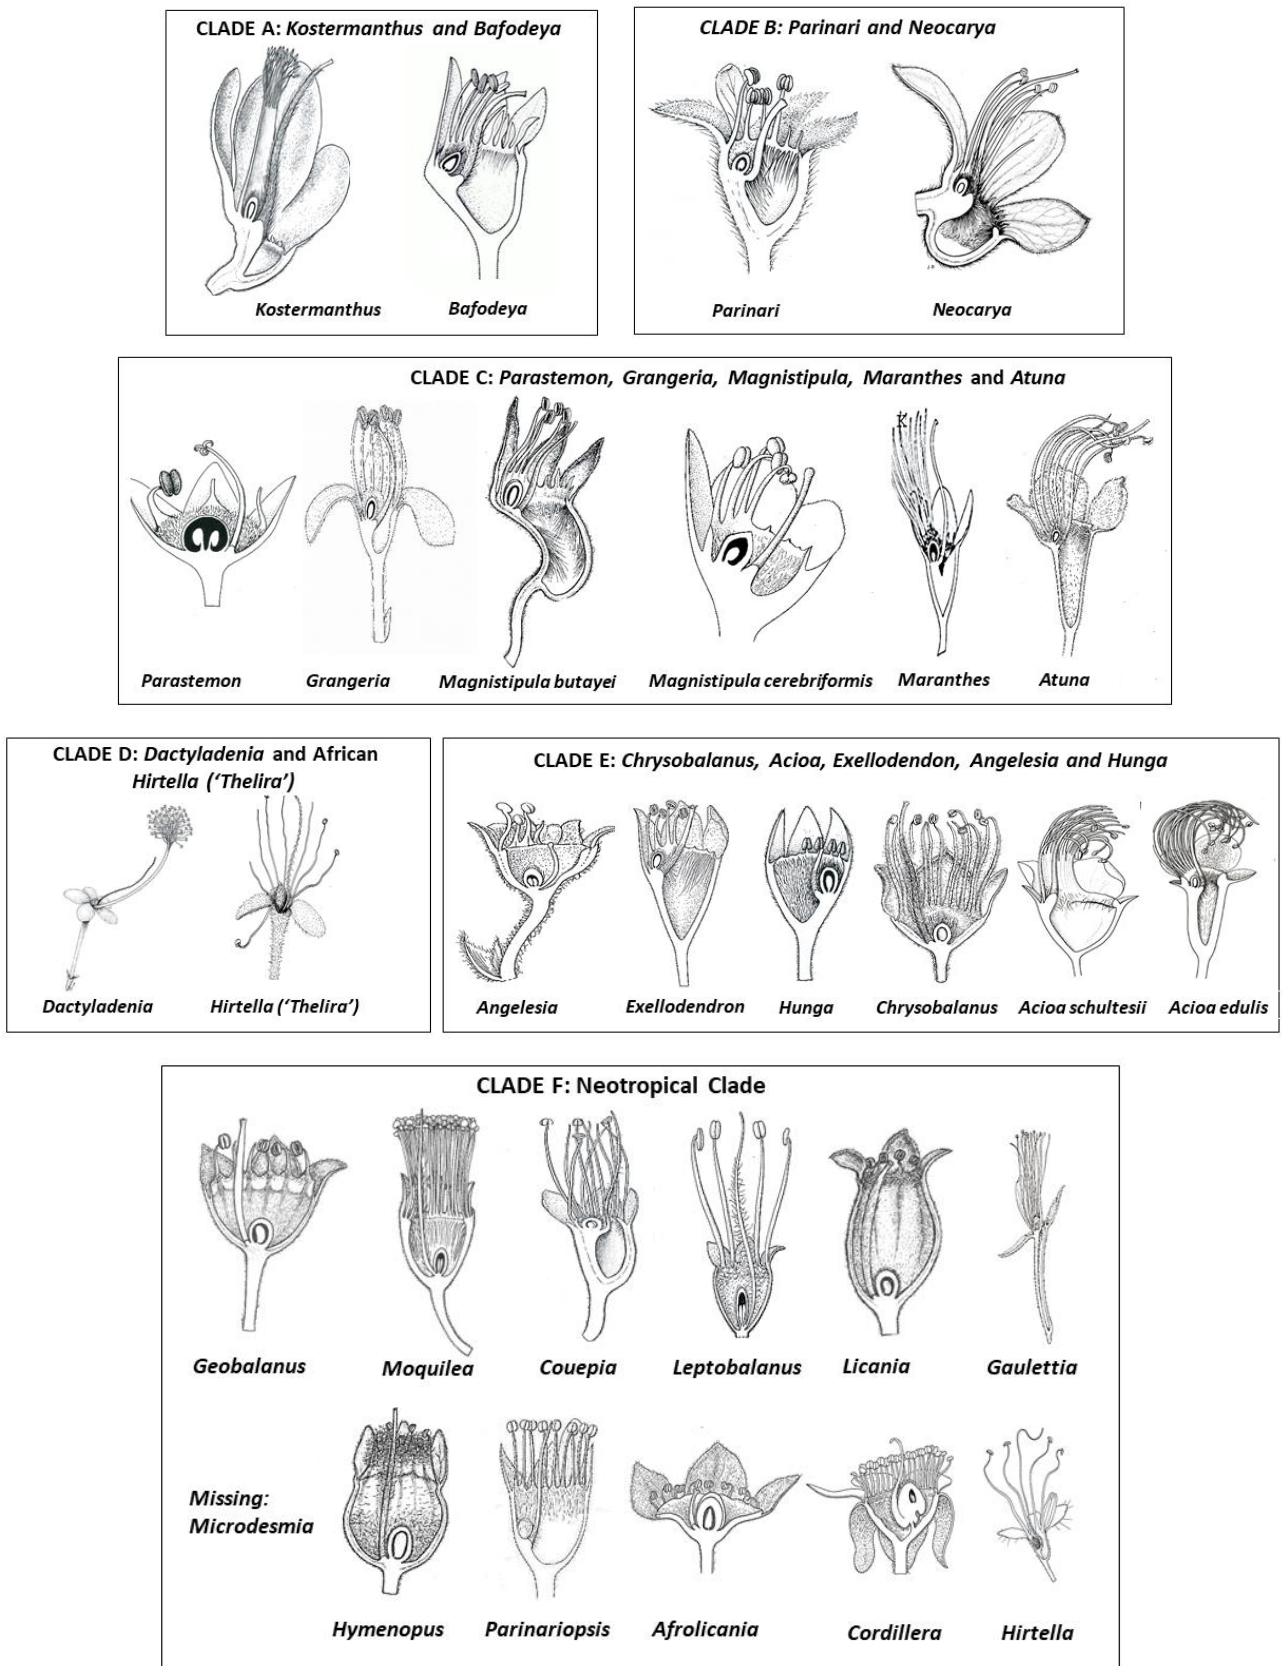 CLADE A: Kostermanthus and Bafodeya
Kostermanthus
Bafodeya
CLADE B: Parinari and Neocarya
Parinari
Neocarya
CLADE C: Parastemon, Grangeria, Magnistipula, Maranthes and Atuna
K
Parastemon
Grangeria
Magnistipula butayei
Magnistipula cerebriformis
Maranthes
Atuna
CLADE D: Dactyladenia and African
Hirtella (‘Thelira’)
Dactyladenia
Hirtella (‘Thelira’)
CLADE E: Chrysobalanus, Acioa, Exellodendon, Angelesia and Hunga
Angelesia
Exellodendron
Hunga
Chrysobalanus
Acioa schultesii
Acioa edulis
CLADE F: Neotropical Clade
Geobalanus
Moquilea
Couepia
Leptobalanus
Licania
Gaulettia
Missing:
Microdesmia
Hymenopus
Parinariopsis
Afrolicania
Cordillera
Hirtella